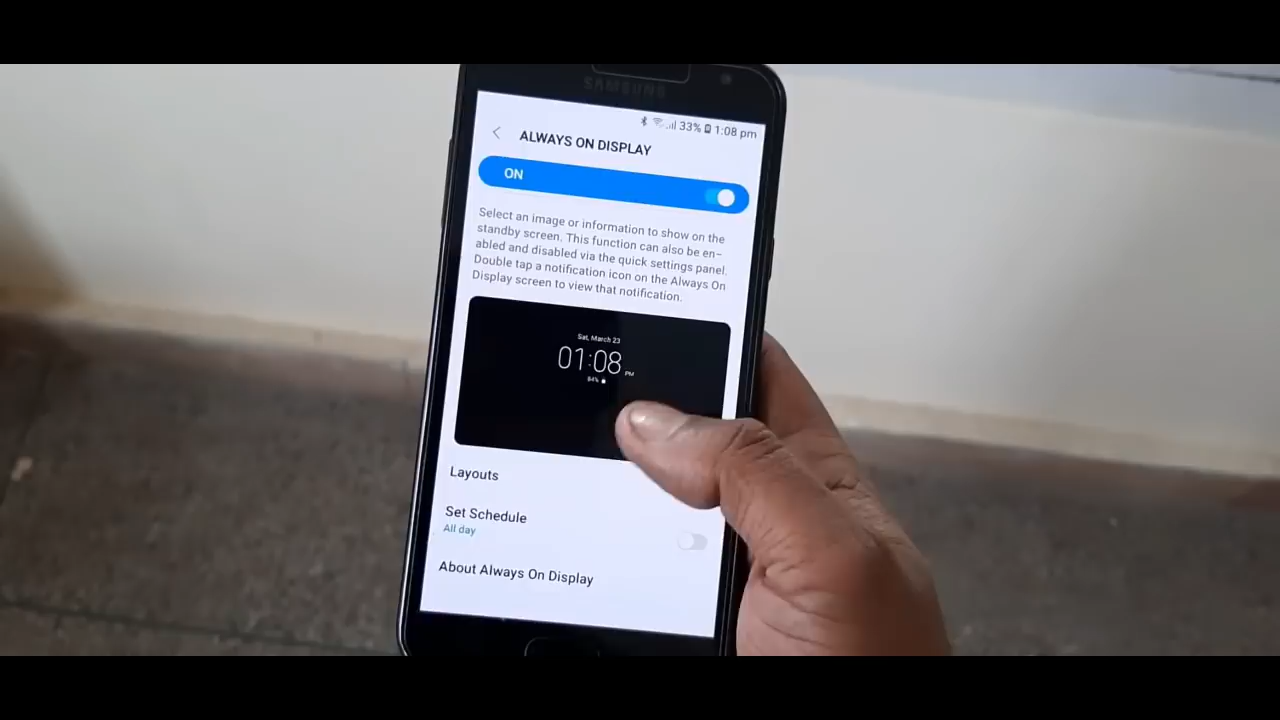 SAMSUNG
33% 1:08 pm
ALWAYS ON DISPLAY
ON
Select an image or information to show on the
standby screen. This function can also be en-
abled and disabled via the quick settings panel.
Double tap a notification icon on the Always On
Display screen to view that notification.
Sat, March 23
01:08 PM
84%
Layouts
Set Schedule
All day
About Always On Display